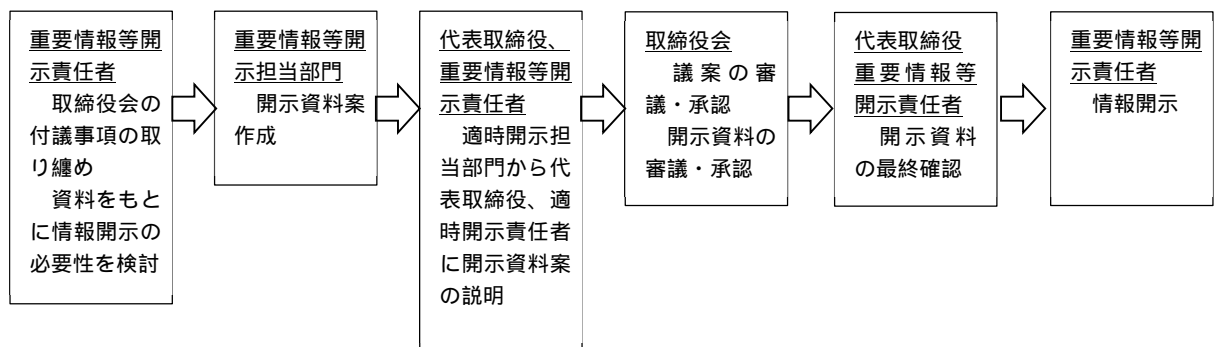 重要情報等開
示責任者
取締役会の
付議事項の取
り纏め
資料をもと
に情報開示の
必要性を検討
重要情報等開
示担当部門
開示資料案
作成
代表取締役、
重要情報等開
示責任者
適時開示担
当部門から代
表取締役、適
時開示責任者
に開示資料案
の説明
取締役会
議案の審
議・承認
開示資料の
審議・承認
代表取締役
重要情報等
開示責任者
開示資料
の最終確認
重要情報等開
示責任者
情報開示